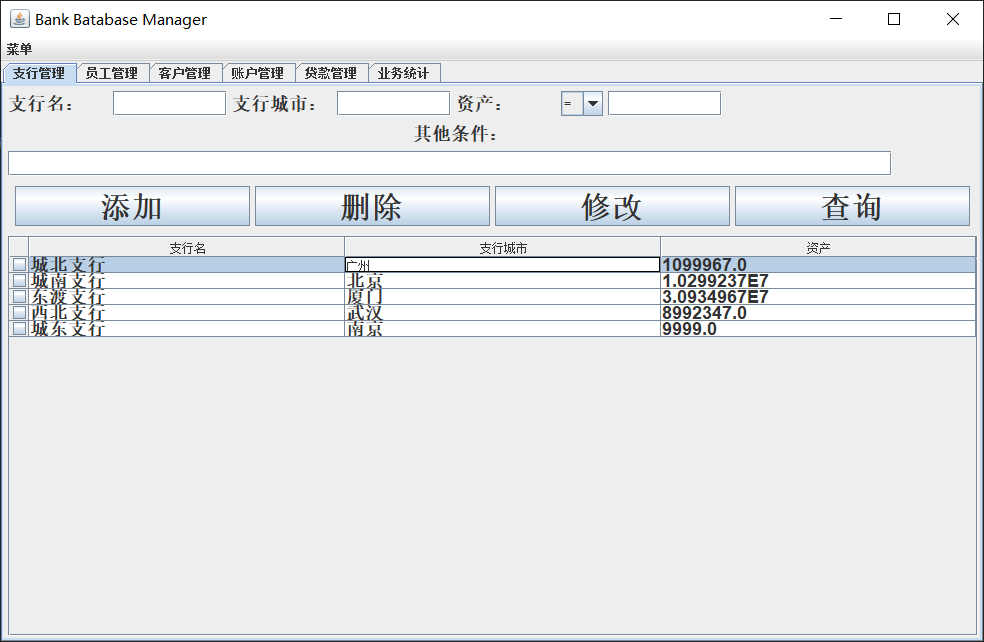 Bank Batabase Manager
菜单
支行管理 员工管理 客户管理 账户管理 贷款管理 业务统计
支行名： 支行城市： 资产： =
其他条件：
添加 删除 修改 查询
支行名 支行城市 资产
城北支行 广州 1099967.0
城南支行 北京 1.0299237E7
东渡支行 厦门 3.0934967E7
西北支行 武汉 8992347.0
城东支行 南京 9999.0